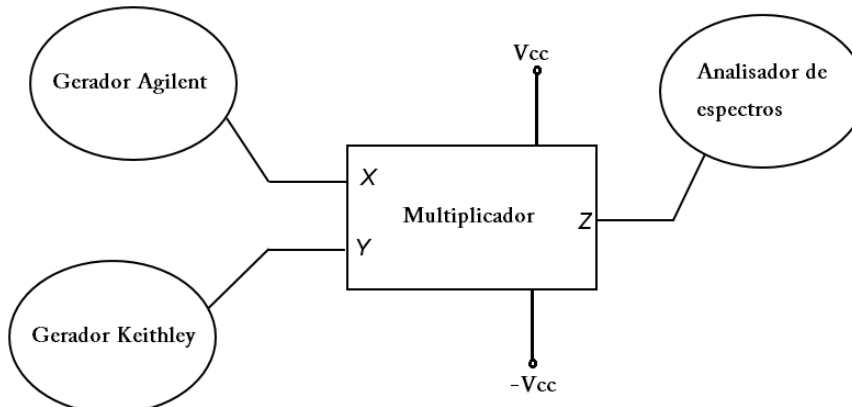 Gerador Agilent
Vcc
Analisador de
espectros
X
Multiplicador
Z
Y
Gerador Keithley
-Vcc